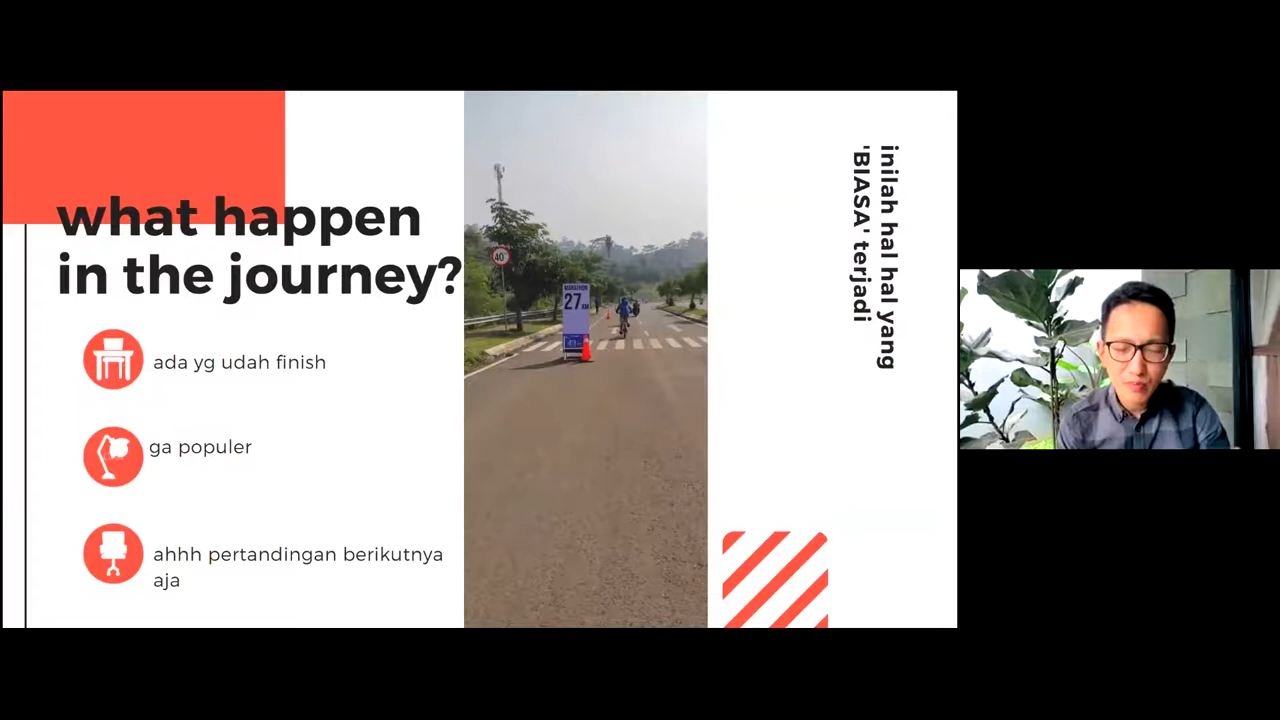 what happen
in the journey?
ada yg udah finish
ga populer
ahhh pertandingan berikutnya
aja
40
MARATHON
27 KM
inilah hal hal yang
'BIASA' terjadi